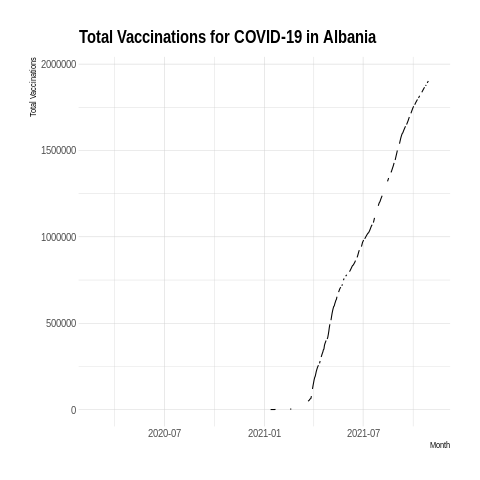 Total Vaccinations for COVID-19 in Albania
Total Vaccinations
2000000
1500000
1000000
500000
0
2020-07 2021-01 2021-07
Month